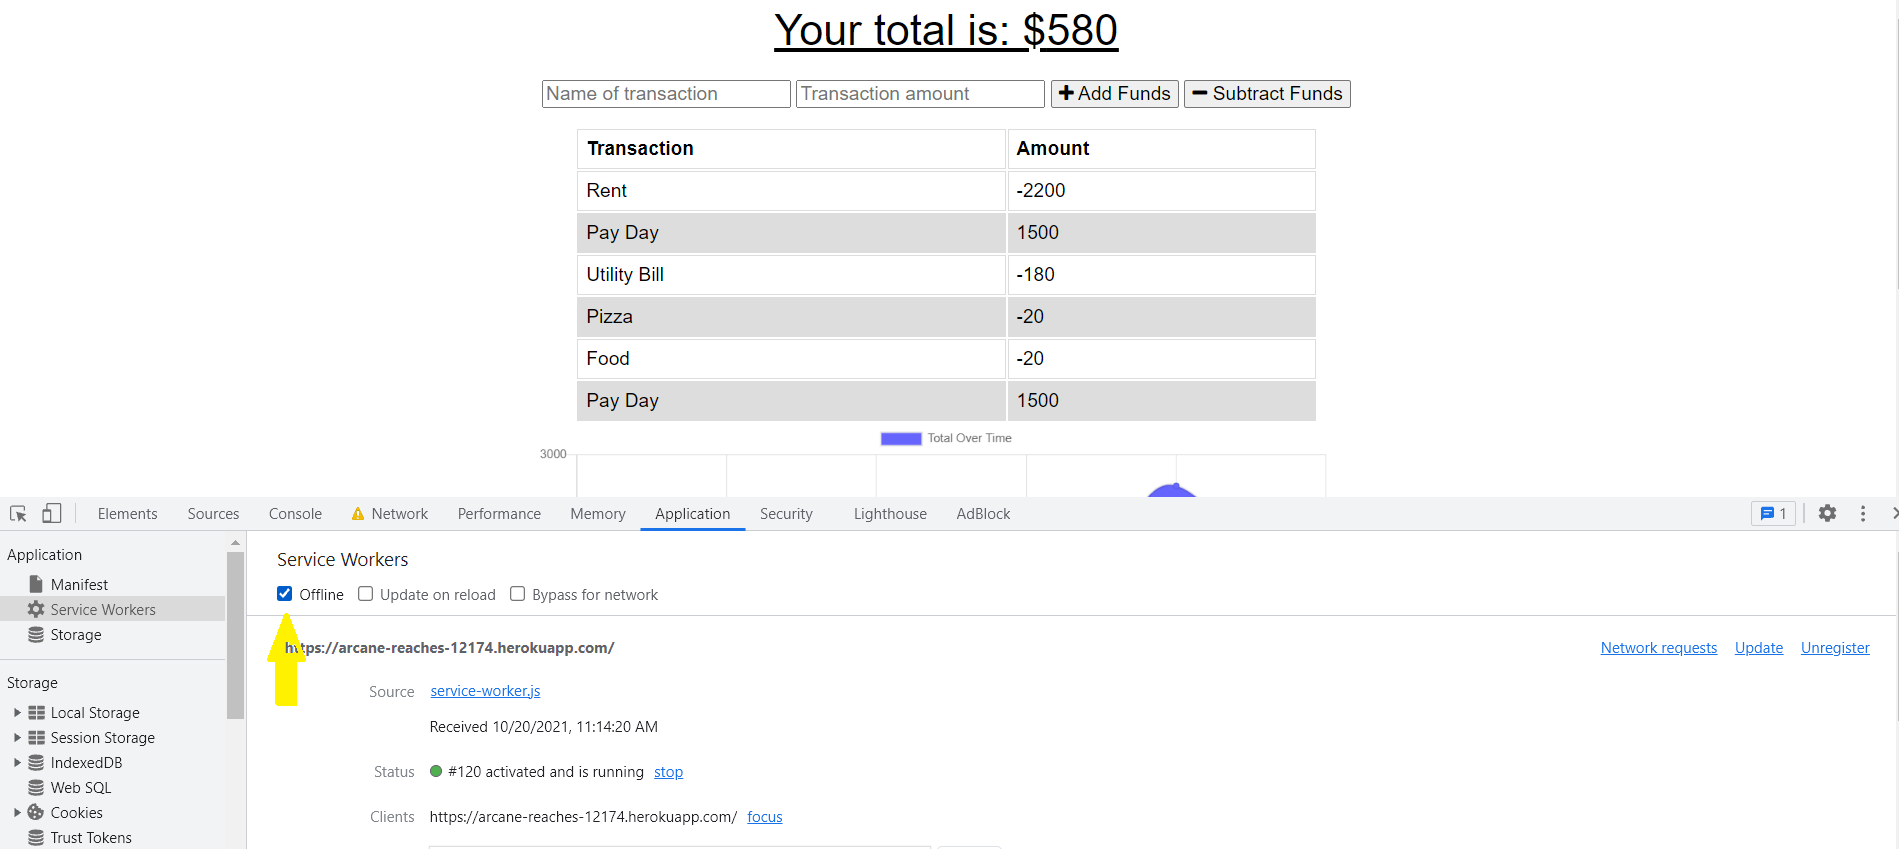 Your total is: $580
Name of transaction Transaction amount Add Funds Subtract Funds
Transaction Amount
Rent -2200
Pay Day 1500
Utility Bill -180
Pizza -20
Food -20
Pay Day 1500
Total Over Time
3000
Elements Sources Console Network Performance Memory Application Security Lighthouse AdBlock 1
Application
Manifest
Service Workers
Storage
Storage
Local Storage
Session Storage
IndexedDB
Web SQL
Cookies
Trust Tokens
Service Workers
Offline Update on reload Bypass for network
https://arcane-reaches-12174.herokuapp.com/ Network requests Update Unregister
Source service-worker.js
Received 10/20/2021, 11:14:20 AM
Status #120 activated and is running stop
Clients https://arcane-reaches-12174.herokuapp.com/ focus